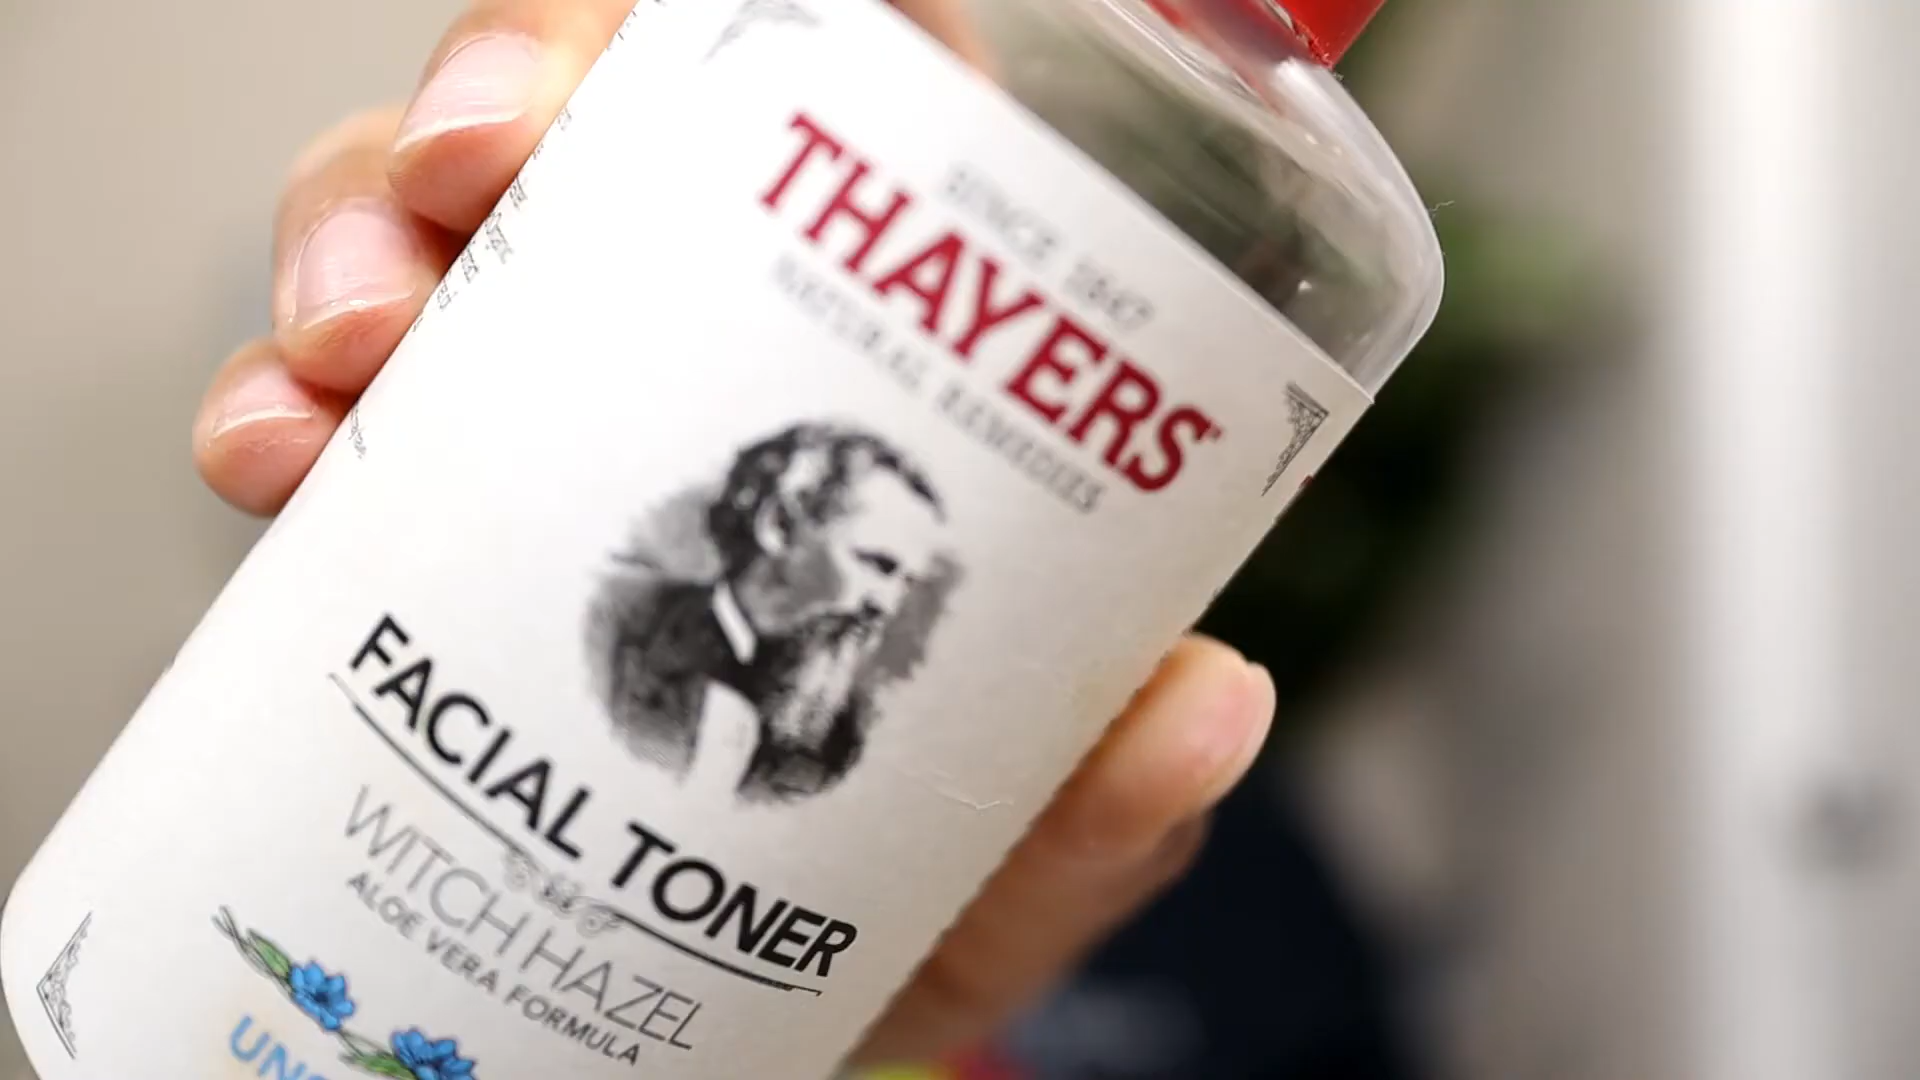 SINCE 1847
THAYERS
NATURAL REMEDIES
FACIAL TONER
WITCH HAZEL
ALOE VERA FORMULA